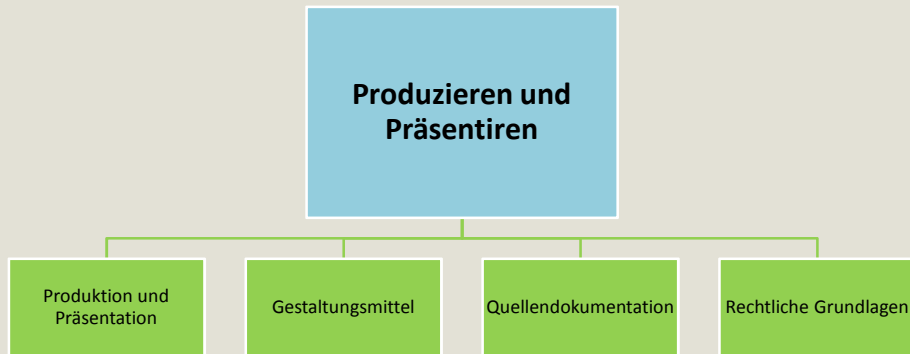 Produzieren und
Präsentiren
Produktion und
Präsentation
Gestaltungsmittel
Quellendokumentation
Rechtliche Grundlagen